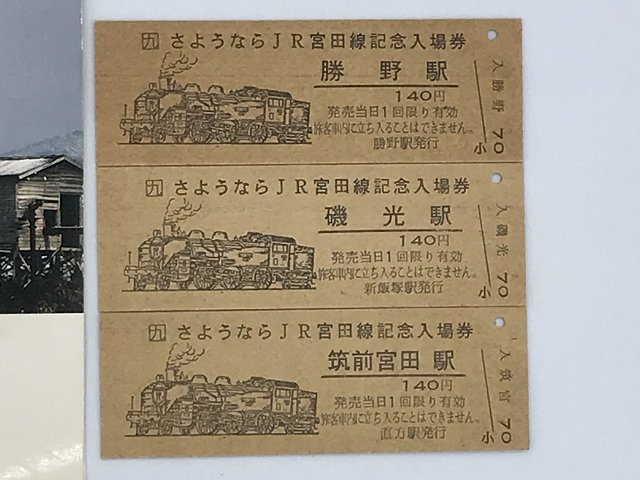 九 さようならJR宮田線記念入場券
勝野駅
140円
発売当日1回限り有効
旅客車内に立ち入ることはできません。
勝野駅発行
入勝野 小 70
九 さようならJR宮田線記念入場券
磯光駅
140円
発売当日1回限り有効
旅客車内に立ち入ることはできません。
新飯塚駅発行
入磯光 小 70
九 さようならJR宮田線記念入場券
筑前宮田駅
140円
発売当日1回限り有効
旅客車内に立ち入ることはできません。
直方駅発行
入筑宮 小 70